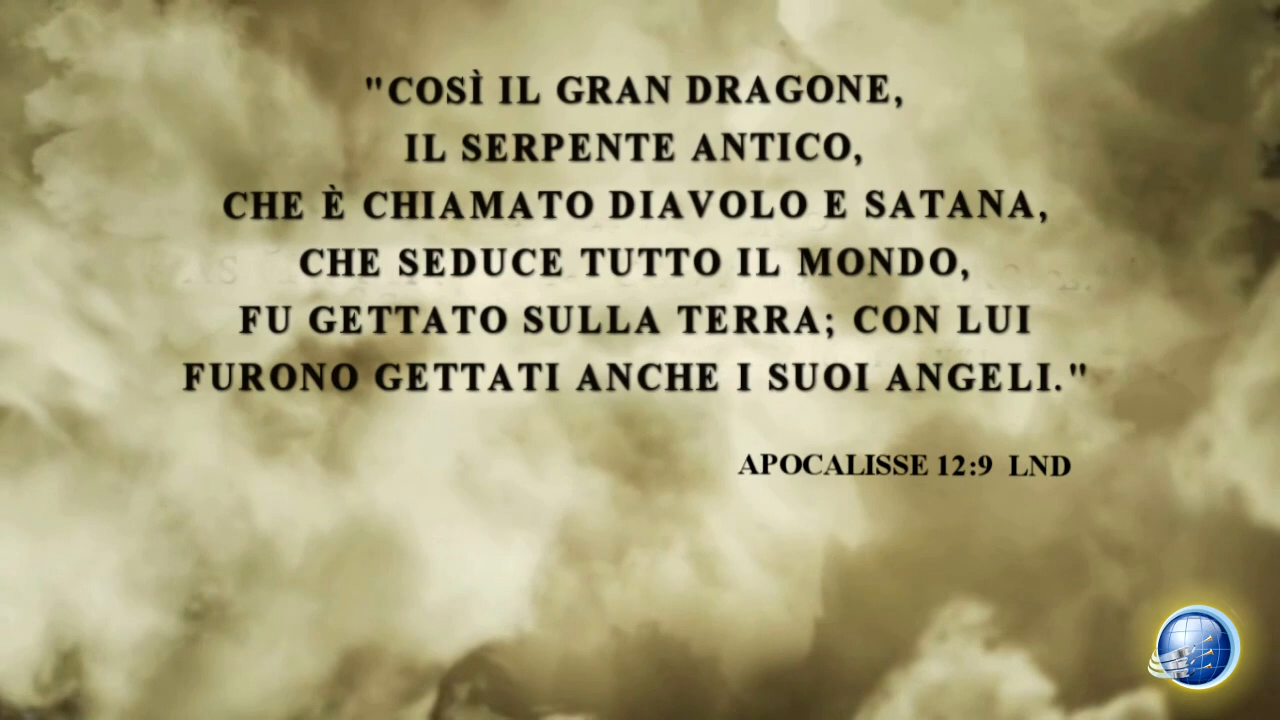 "COSÌ IL GRAN DRAGONE,
IL SERPENTE ANTICO,
CHE È CHIAMATO DIAVOLO E SATANA,
CHE SEDUCE TUTTO IL MONDO,
FU GETTATO SULLA TERRA; CON LUI
FURONO GETTATI ANCHE I SUOI ANGELI."
APOCALISSE 12:9 LND